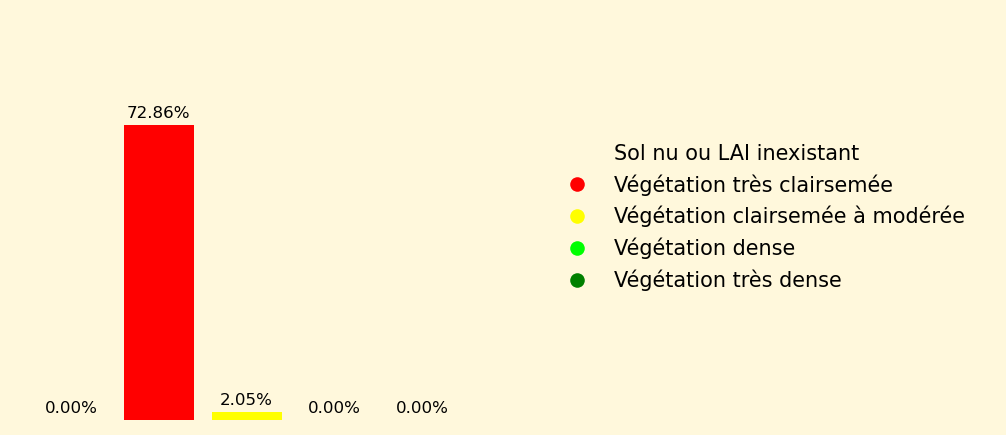 72.86%
2.05%
0.00%
0.00%
0.00%
Sol nu ou LAI inexistant
Végétation très clairsemée
Végétation clairsemée à modérée
Végétation dense
Végétation très dense